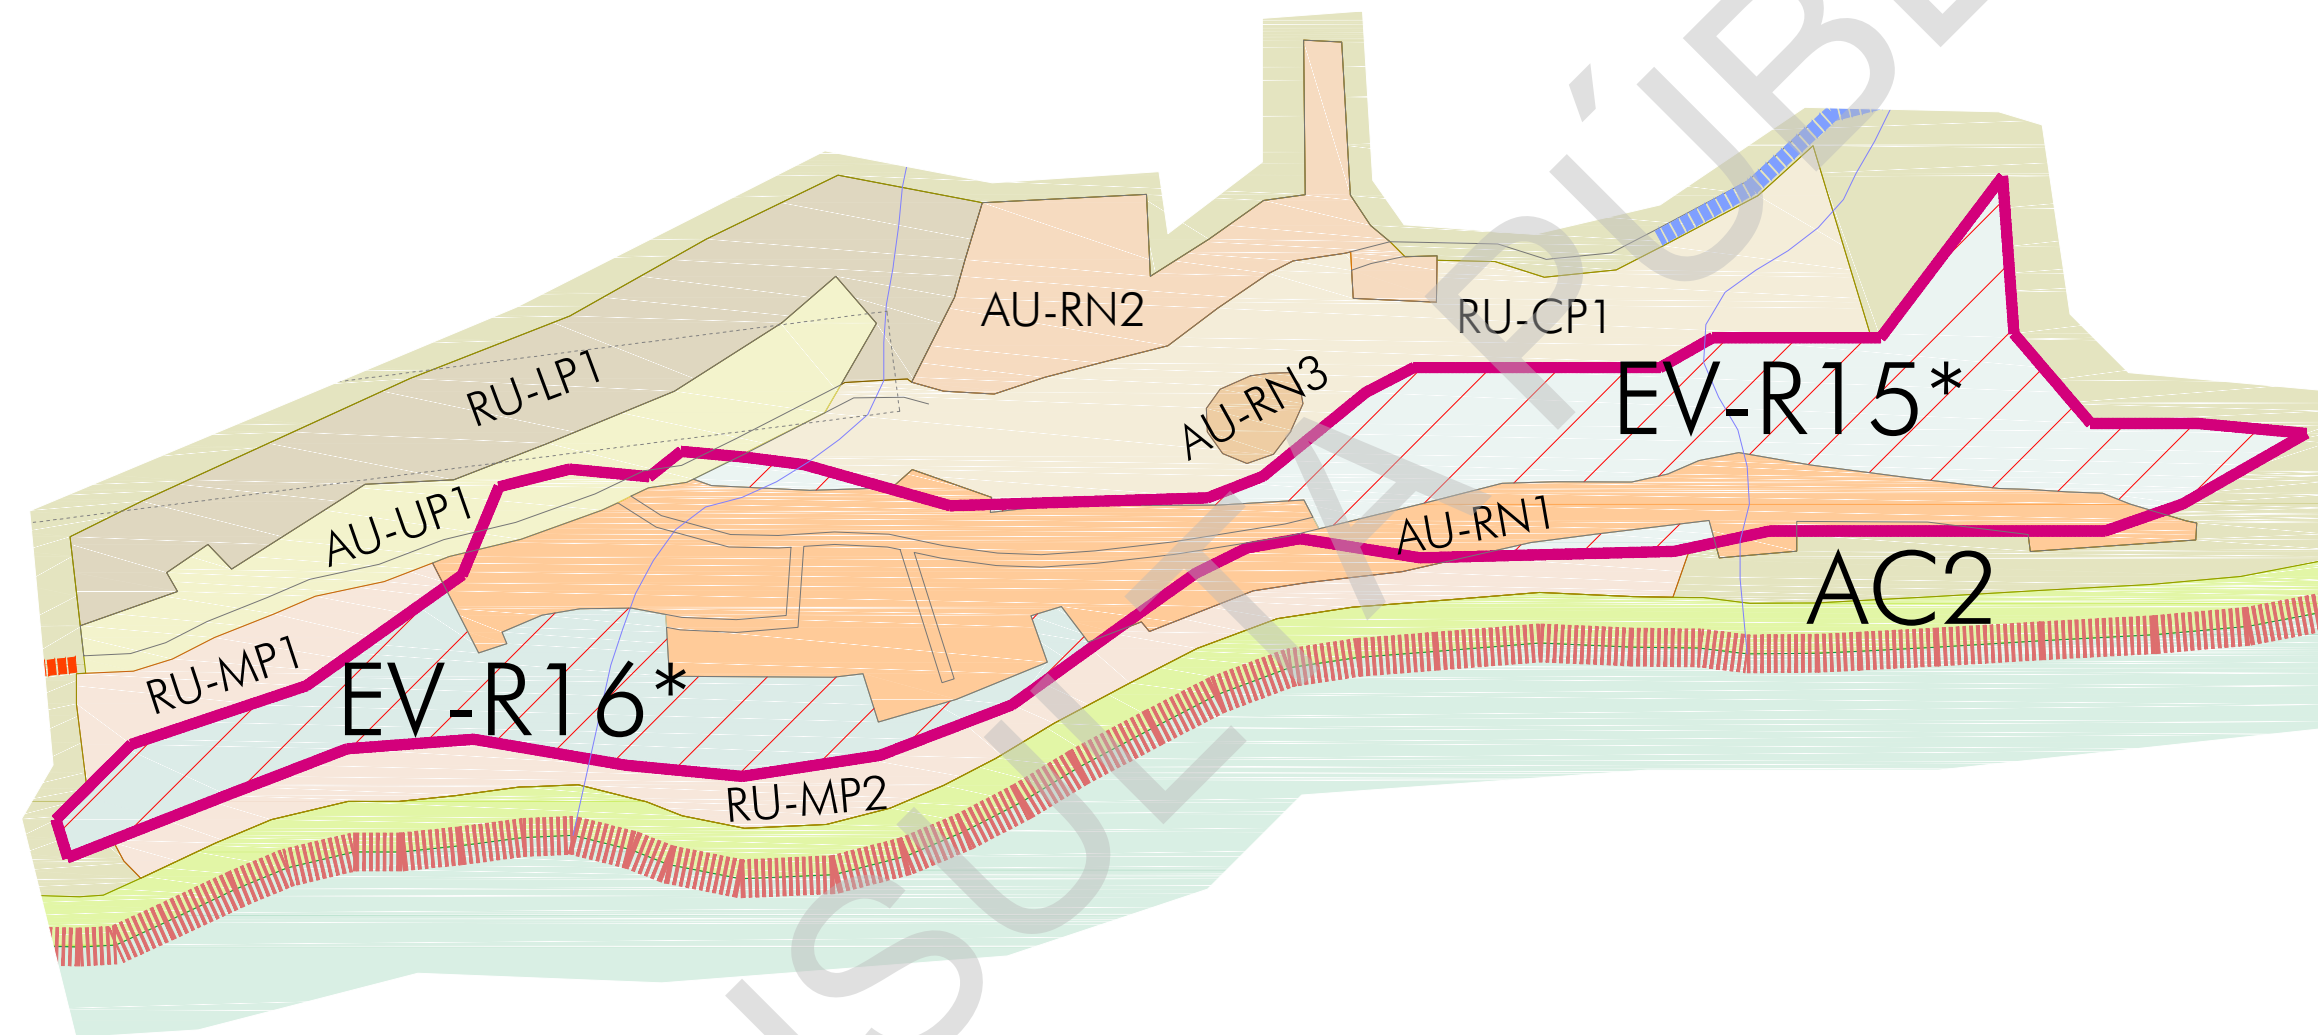 AU-RN2
RU-CP1
RU-LP1
AU-RN3
EV-R15*
AU-UP1
AU-RN1
AC2
RU-MP1
EV-R16*
RU-MP2